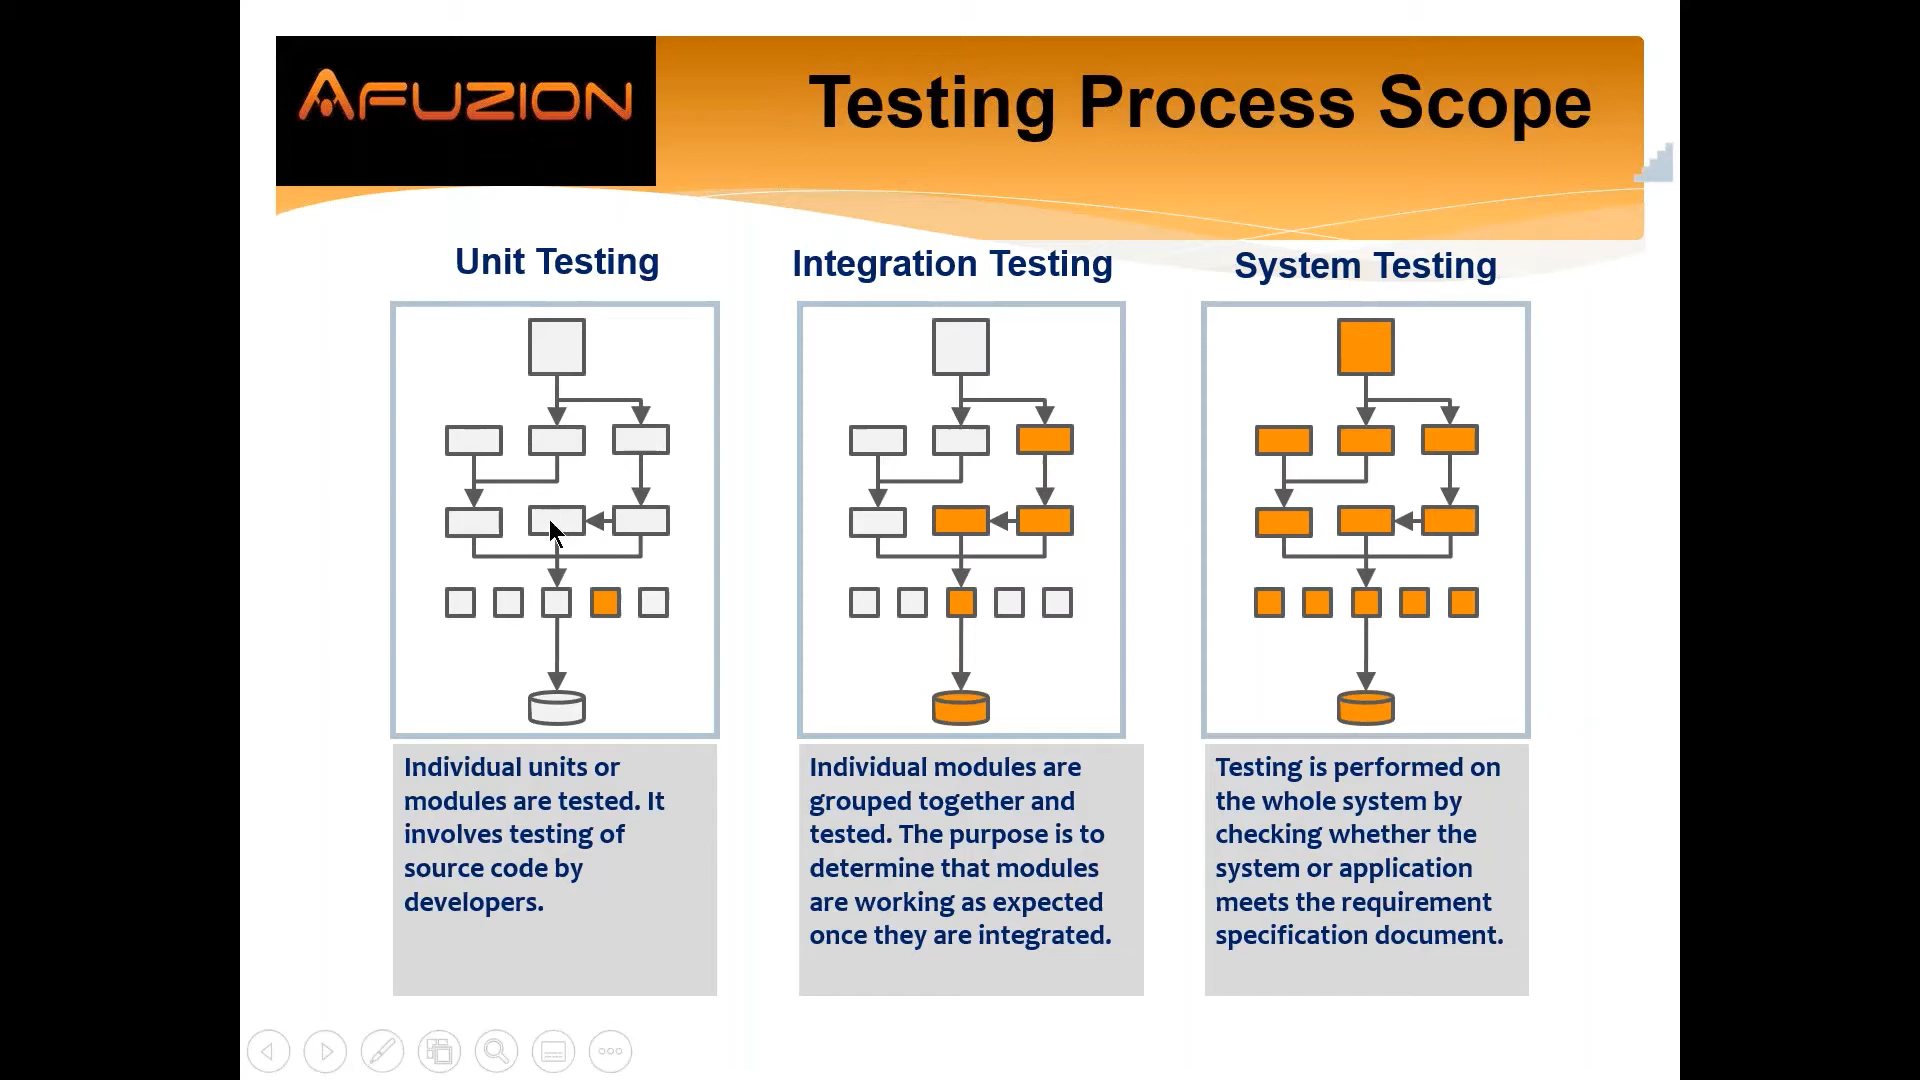 AFUZION
Testing Process Scope
Unit Testing
Integration Testing
System Testing
Individual units or
modules are tested. It
involves testing of
source code by
developers.
Individual modules are
grouped together and
tested. The purpose is to
determine that modules
are working as expected
once they are integrated.
Testing is performed on
the whole system by
checking whether the
system or application
meets the requirement
specification document.